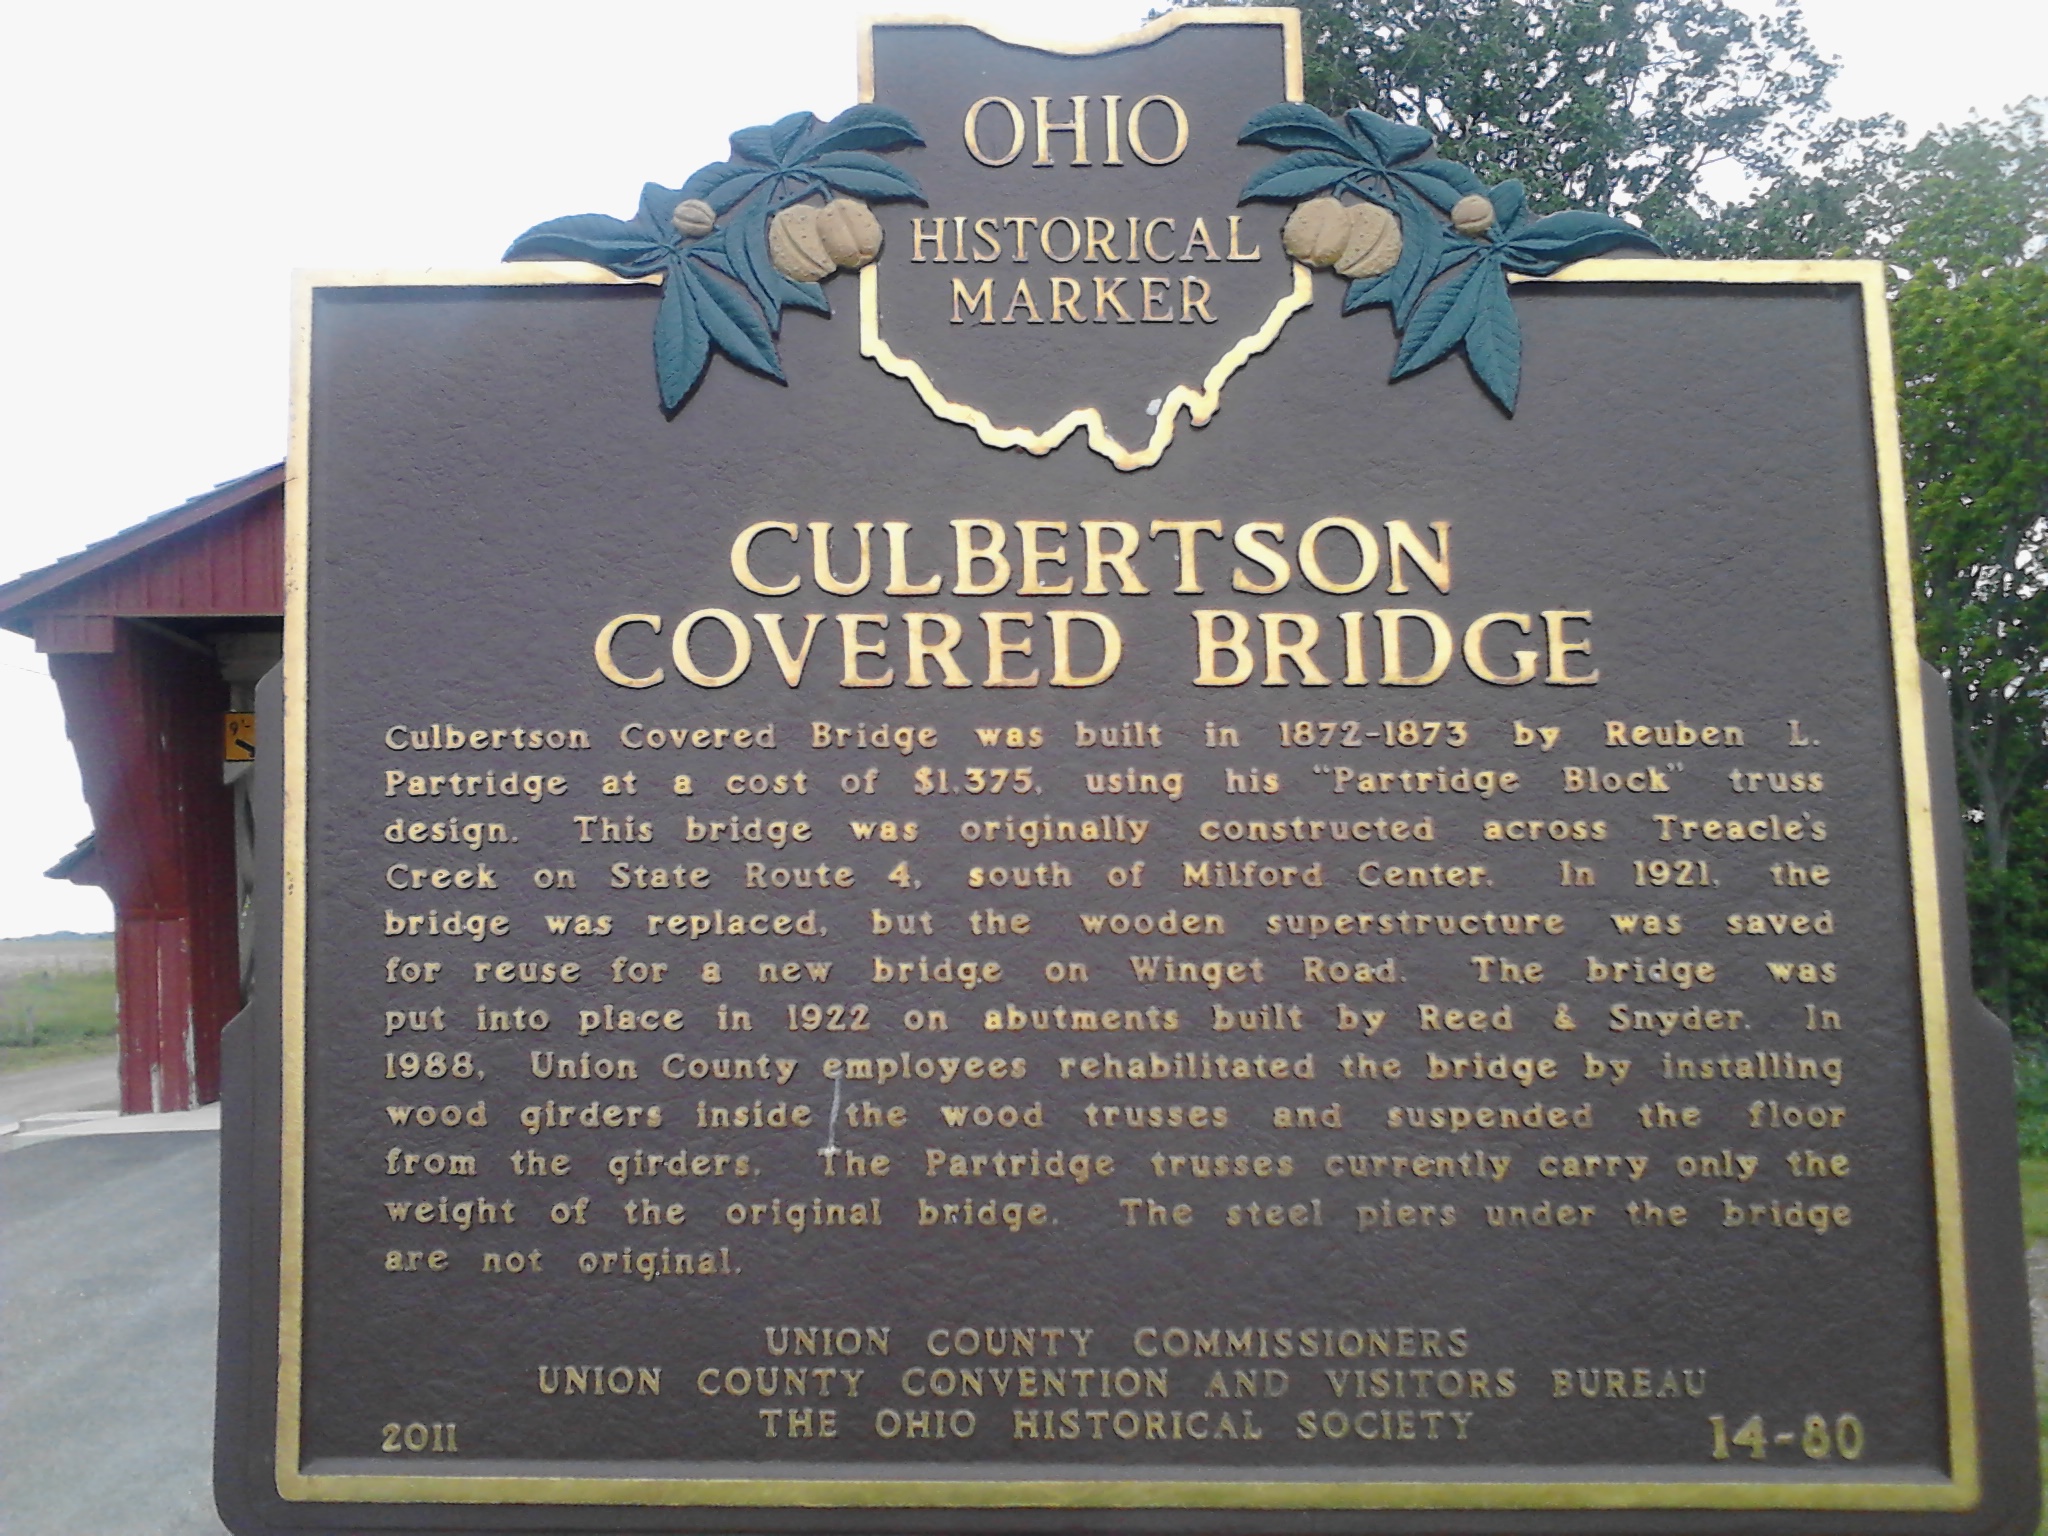 OHIO
HISTORICAL
MARKER
CULBERTSON
COVERED BRIDGE
Culbertson Covered Bridge was built in 1872-1873 by Reuben L.
Partridge at a cost of $1,375, using his "Partridge Block" truss
design. This bridge was originally constructed across Treacle's
Creek on State Route 4, south of Milford Center. In 1921, the
bridge was replaced, but the wooden superstructure was saved
for reuse for a new bridge on Winget Road. The bridge was
put into place in 1922 on abutments built by Reed & Snyder. In
1988, Union County employees rehabilitated the bridge by installing
wood girders inside the wood trusses and suspended the floor
from the girders. The Partridge trusses currently carry only the
weight of the original bridge. The steel piers under the bridge
are not original.
UNION COUNTY COMMISSIONERS
UNION COUNTY CONVENTION AND VISITORS BUREAU
THE OHIO HISTORICAL SOCIETY
2011
14-80